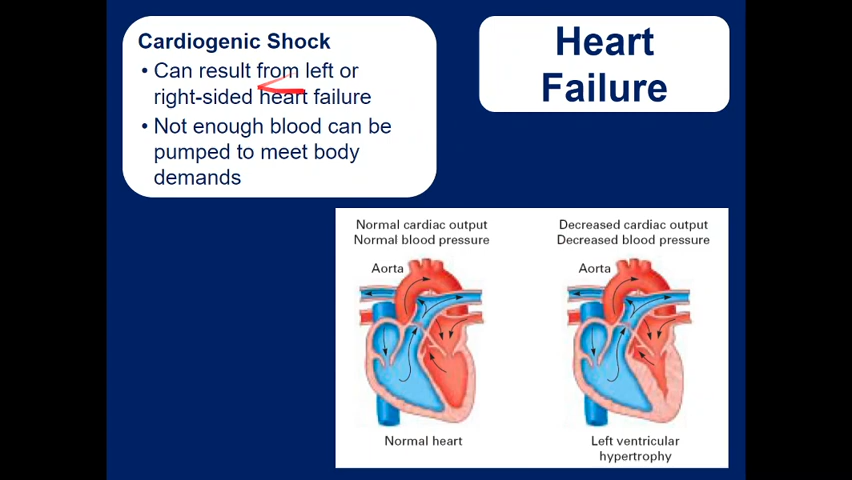 Cardiogenic Shock
• Can result from left or
right-sided heart failure
• Not enough blood can be
pumped to meet body
demands
Heart
Failure
Normal cardiac output
Normal blood pressure
Aorta
Normal heart
Decreased cardiac output
Decreased blood pressure
Aorta
Left ventricular
hypertrophy